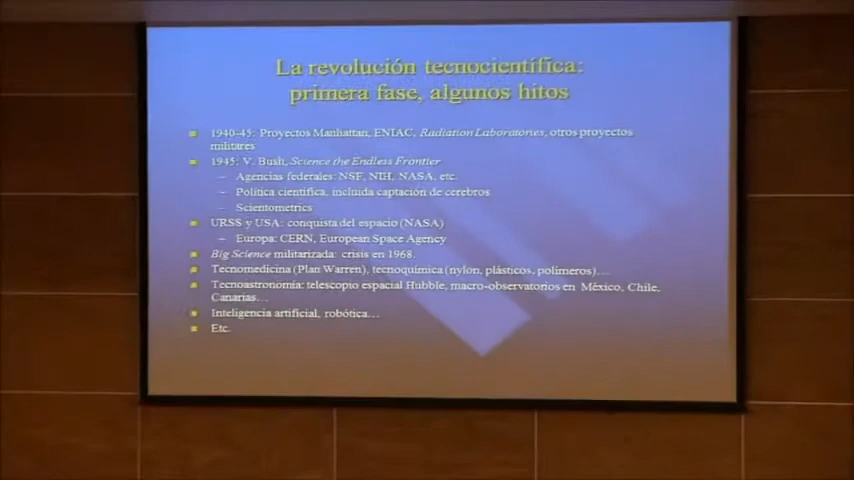 La revolución tecnocientífica:
primera fase, algunos hitos
1940-45: Proyectos Manhattan, ENIAC, Radiation Laboratories, otros proyectos
militares
1945: V. Bush, Science the Endless Frontier
– Agencias federales: NSF, NIH, NASA, etc.
– Política científica, incluida captación de cerebros
– Scientometrics
URSS y USA: conquista del espacio (NASA)
– Europa: CERN, European Space Agency
Big Science militarizada: crisis en 1968.
Tecnomedicina (Plan Warren), tecnoquímica (nylon, plásticos, polímeros)…
Tecnoastronomía: telescopio espacial Hubble, macro-observatorios en México, Chile,
Canarias…
Inteligencia artificial, robótica…
Etc.